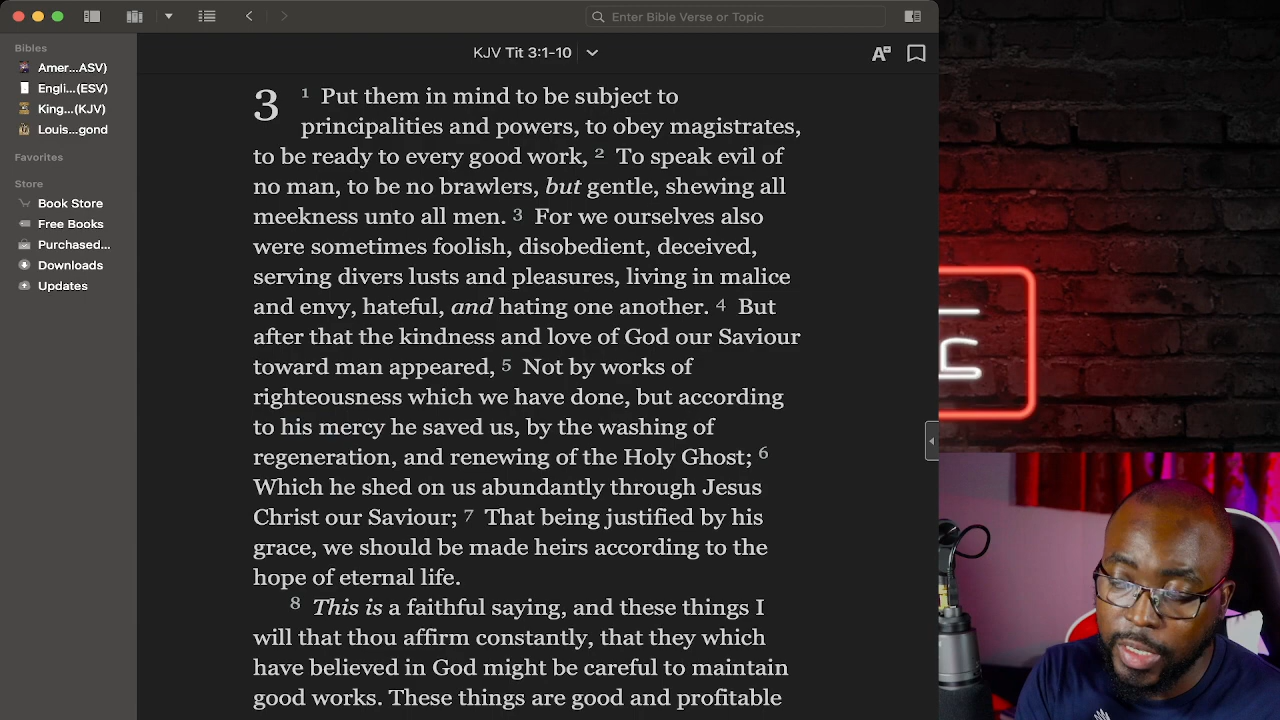 Enter Bible Verse or Topic
Bibles
Amer...ASV)
Engli...(ESV)
King...(KJV)
Louis...gond
Favorites
Store
Book Store
Free Books
Purchased...
Downloads
Updates
KJV Tit 3:1-10
3 1 Put them in mind to be subject to
principalities and powers, to obey magistrates,
to be ready to every good work, 2 To speak evil of
no man, to be no brawlers, but gentle, shewing all
meekness unto all men. 3 For we ourselves also
were sometimes foolish, disobedient, deceived,
serving divers lusts and pleasures, living in malice
and envy, hateful, and hating one another. 4 But
after that the kindness and love of God our Saviour
toward man appeared, 5 Not by works of
righteousness which we have done, but according
to his mercy he saved us, by the washing of
regeneration, and renewing of the Holy Ghost; 6
Which he shed on us abundantly through Jesus
Christ our Saviour; 7 That being justified by his
grace, we should be made heirs according to the
hope of eternal life.
8 This is a faithful saying, and these things I
will that thou affirm constantly, that they which
have believed in God might be careful to maintain
good works. These things are good and profitable